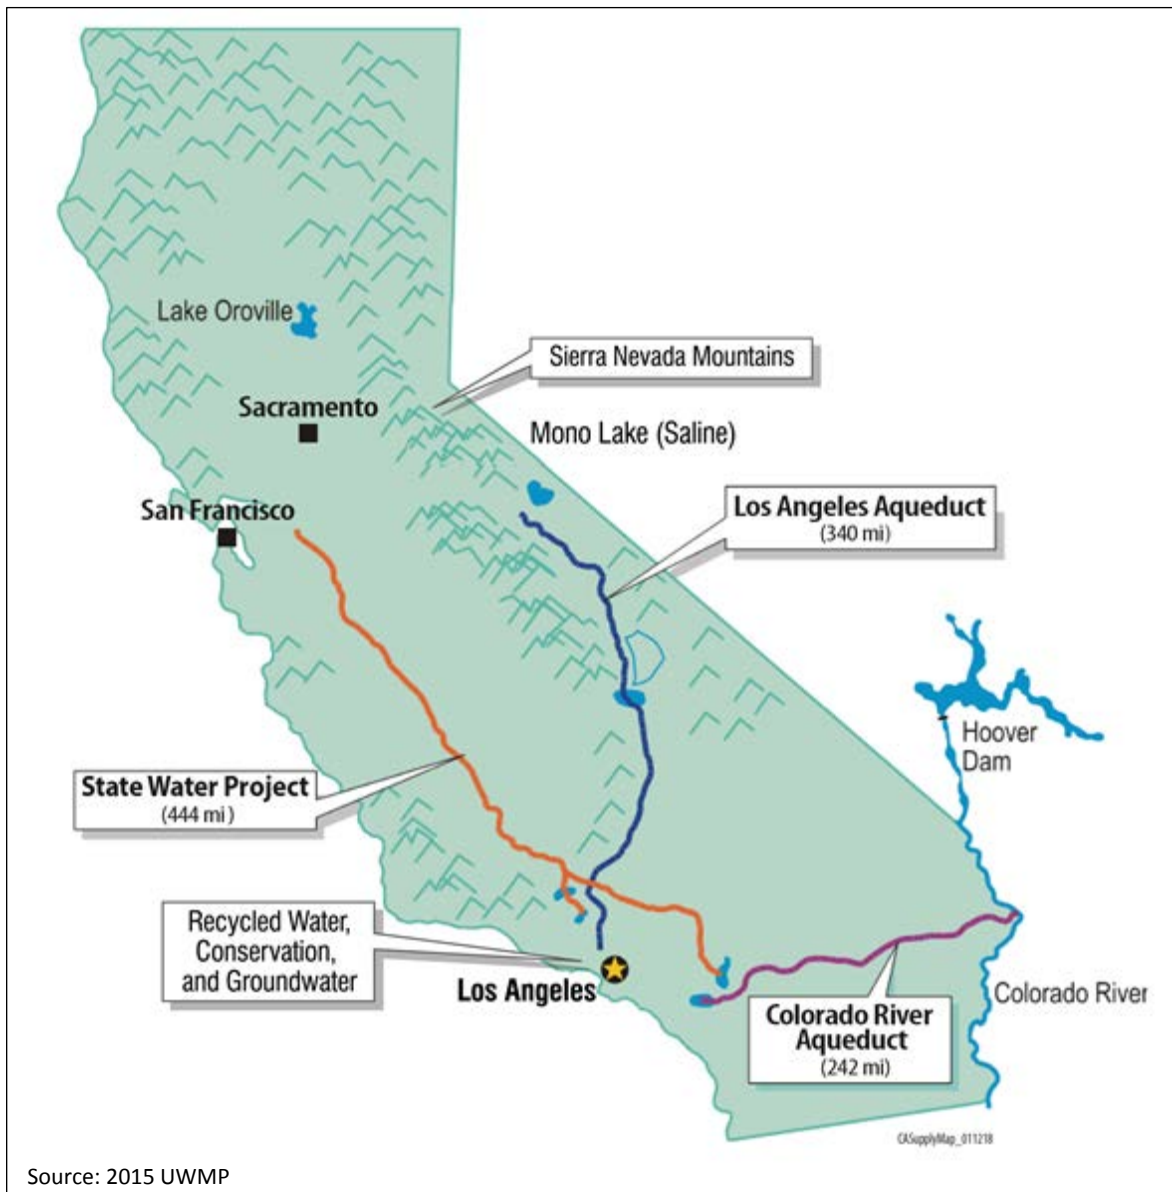 Lake Oroville
Sierra Nevada Mountains
Sacramento
Mono Lake (Saline)
San Francisco
Los Angeles Aqueduct
(340 mi)
Hoover
Dam
State Water Project
(444 mi)
Recycled Water,
Conservation,
and Groundwater
Los Angeles
Colorado River
Colorado River
Aqueduct
(242 mi)
CASupplyMap_011218
Source: 2015 UWMP